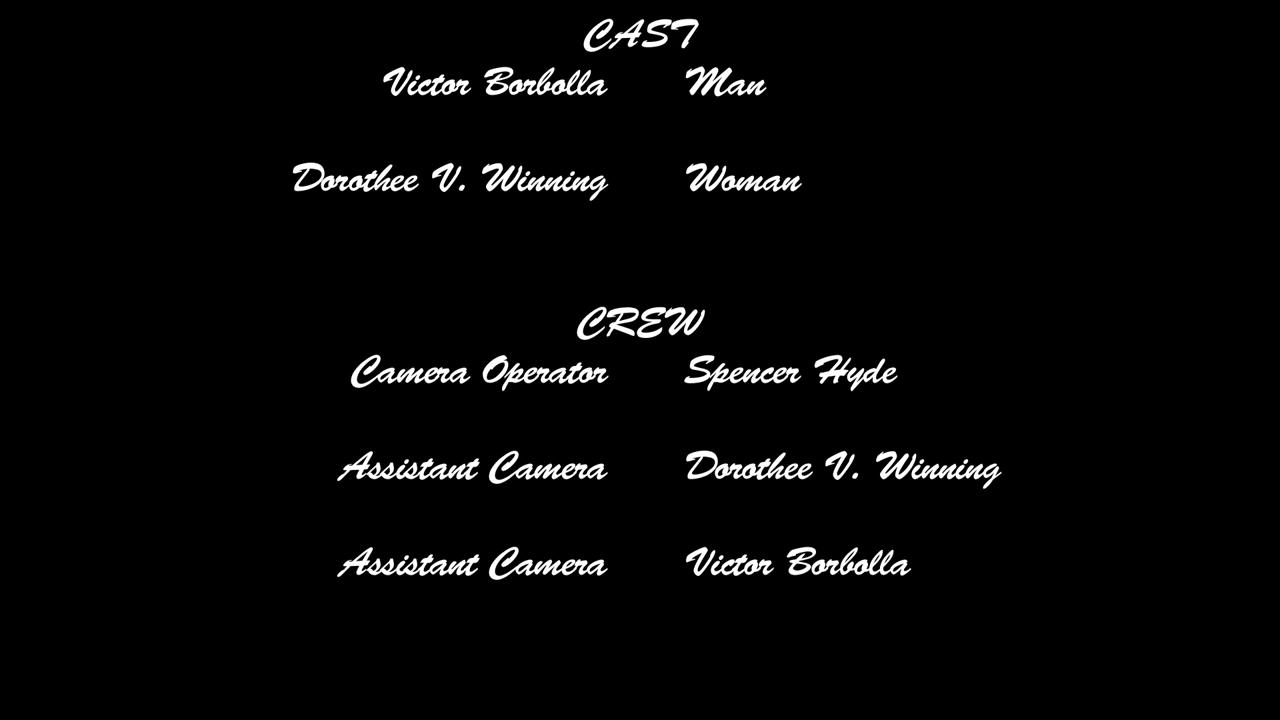 CAST
Victor Borbolla Man
Dorothee V. Winning Woman
CREW
Camera Operator Spencer Hyde
Assistant Camera Dorothee V. Winning
Assistant Camera Victor Borbolla